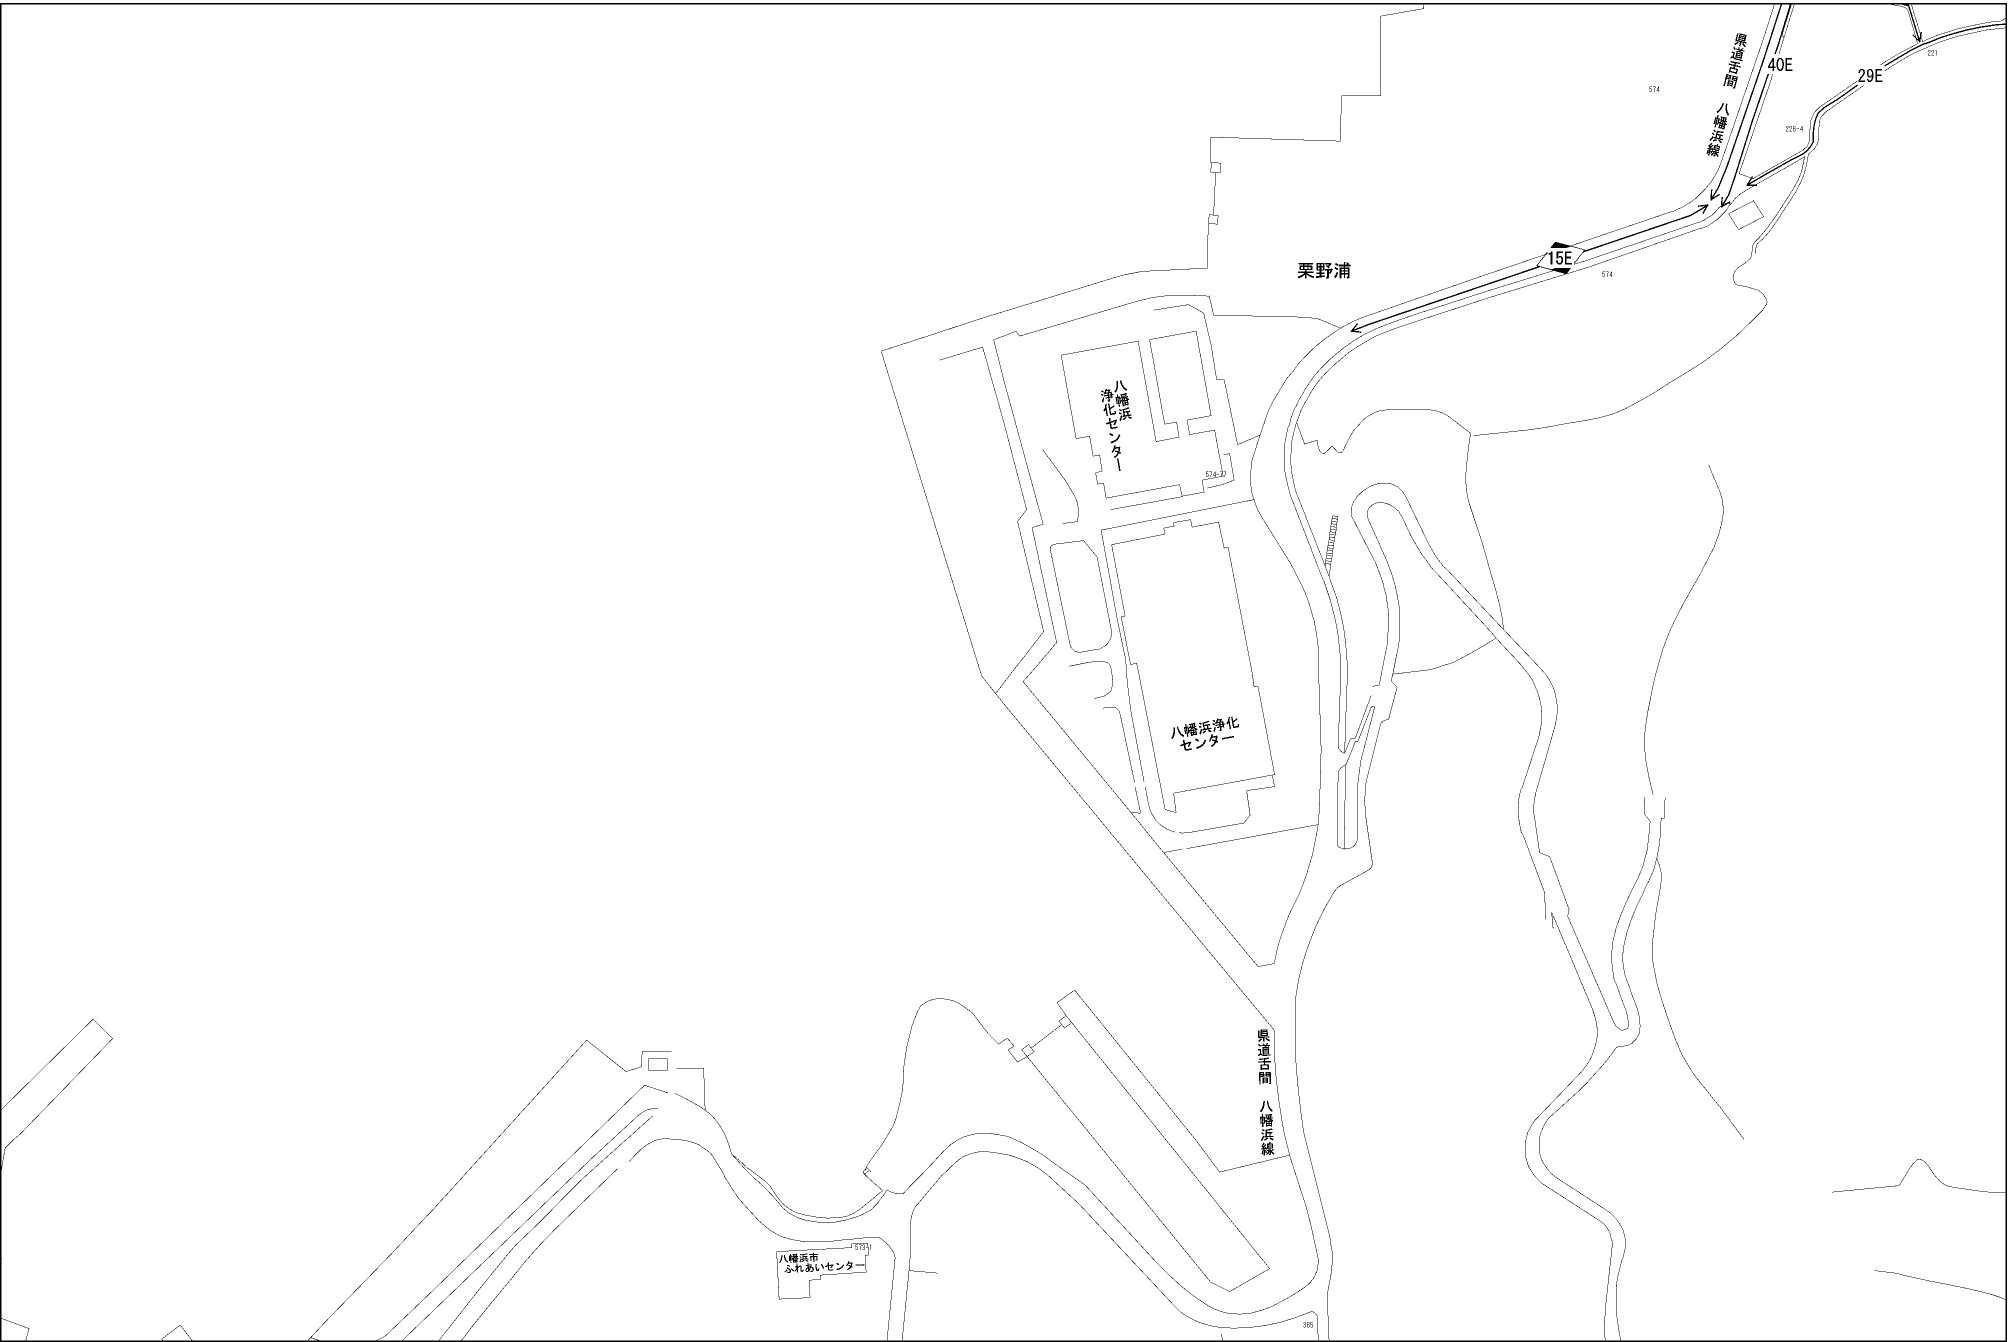 県道舌間 八幡浜線
40E
29E
221
574
226-4
栗野浦
15E
574
八幡浜
浄化センター
574-37
八幡浜浄化
センター
県道舌間 八幡浜線
573-1
八幡浜市
ふれあいセンター
365